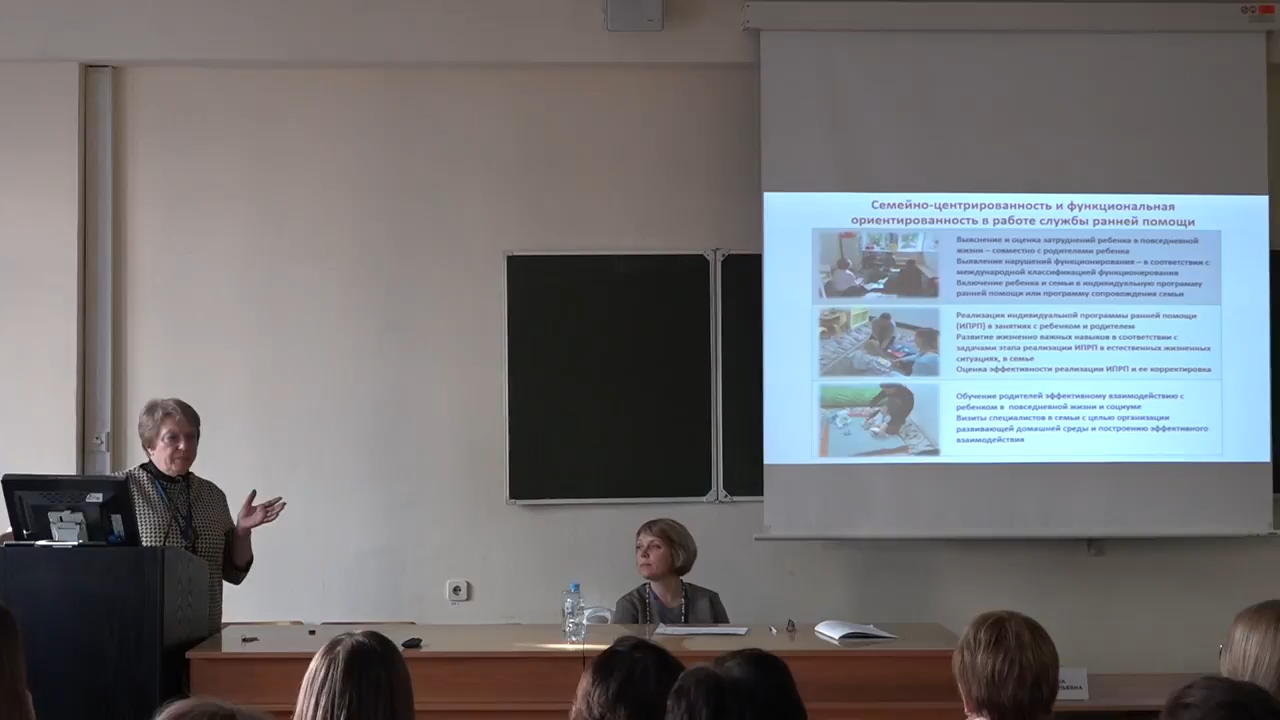 Семейно-центрированность и функциональная
ориентированность в работе службы ранней помощи
Выяснение и оценка затруднений ребенка в повседневной
жизни – совместно с родителями ребенка
Выявление нарушений функционирования – в соответствии с
международной классификацией функционирования
Включение ребенка и семьи в индивидуальную программу
ранней помощи или программу сопровождения семьи
Реализация индивидуальной программы ранней помощи
(ИПРП) в занятиях с ребенком и родителем
Развитие жизненно важных навыков в соответствии с
задачами этапа реализации ИПРП в естественных жизненных
ситуациях, в семье
Оценка эффективности реализации ИПРП и ее корректировка
Обучение родителей эффективному взаимодействию с
ребенком в повседневной жизни и социуме
Визиты специалистов в семьи с целью организации
развивающей домашней среды и построению эффективного
взаимодействия